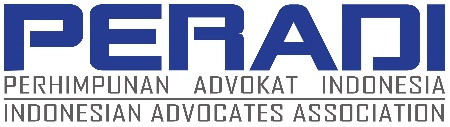 PERADI
PERHIMPUNAN ADVOKAT INDONESIA
INDONESIAN ADVOCATES ASSOCIATION